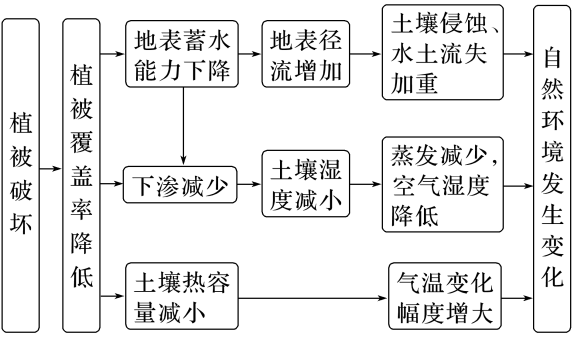 植被破坏
植被覆盖率降低
地表蓄水
能力下降
地表径
流增加
土壤侵蚀、
水土流失
加重
下渗减少
土壤湿
度减小
蒸发减少,
空气湿度
降低
土壤热容
量减小
气温变化
幅度增大
自然环境发生变化